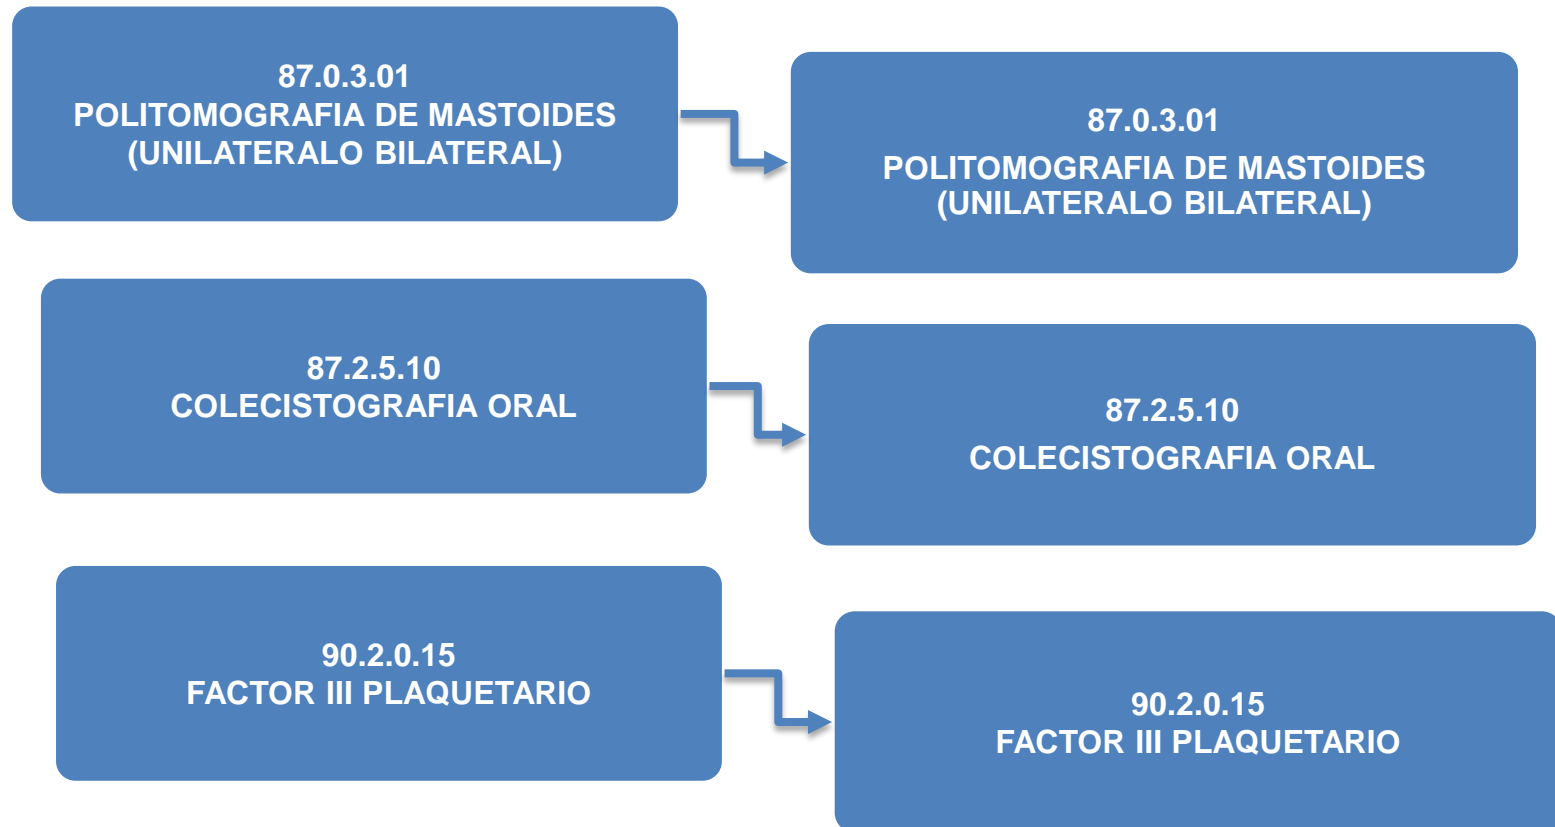 87.0.3.01
POLITOMOGRAFIA DE MASTOIDES
(UNILATERALO BILATERAL)
87.0.3.01
POLITOMOGRAFIA DE MASTOIDES
(UNILATERALO BILATERAL)
87.2.5.10
COLECISTOGRAFIA ORAL
87.2.5.10
COLECISTOGRAFIA ORAL
90.2.0.15
FACTOR III PLAQUETARIO
90.2.0.15
FACTOR III PLAQUETARIO